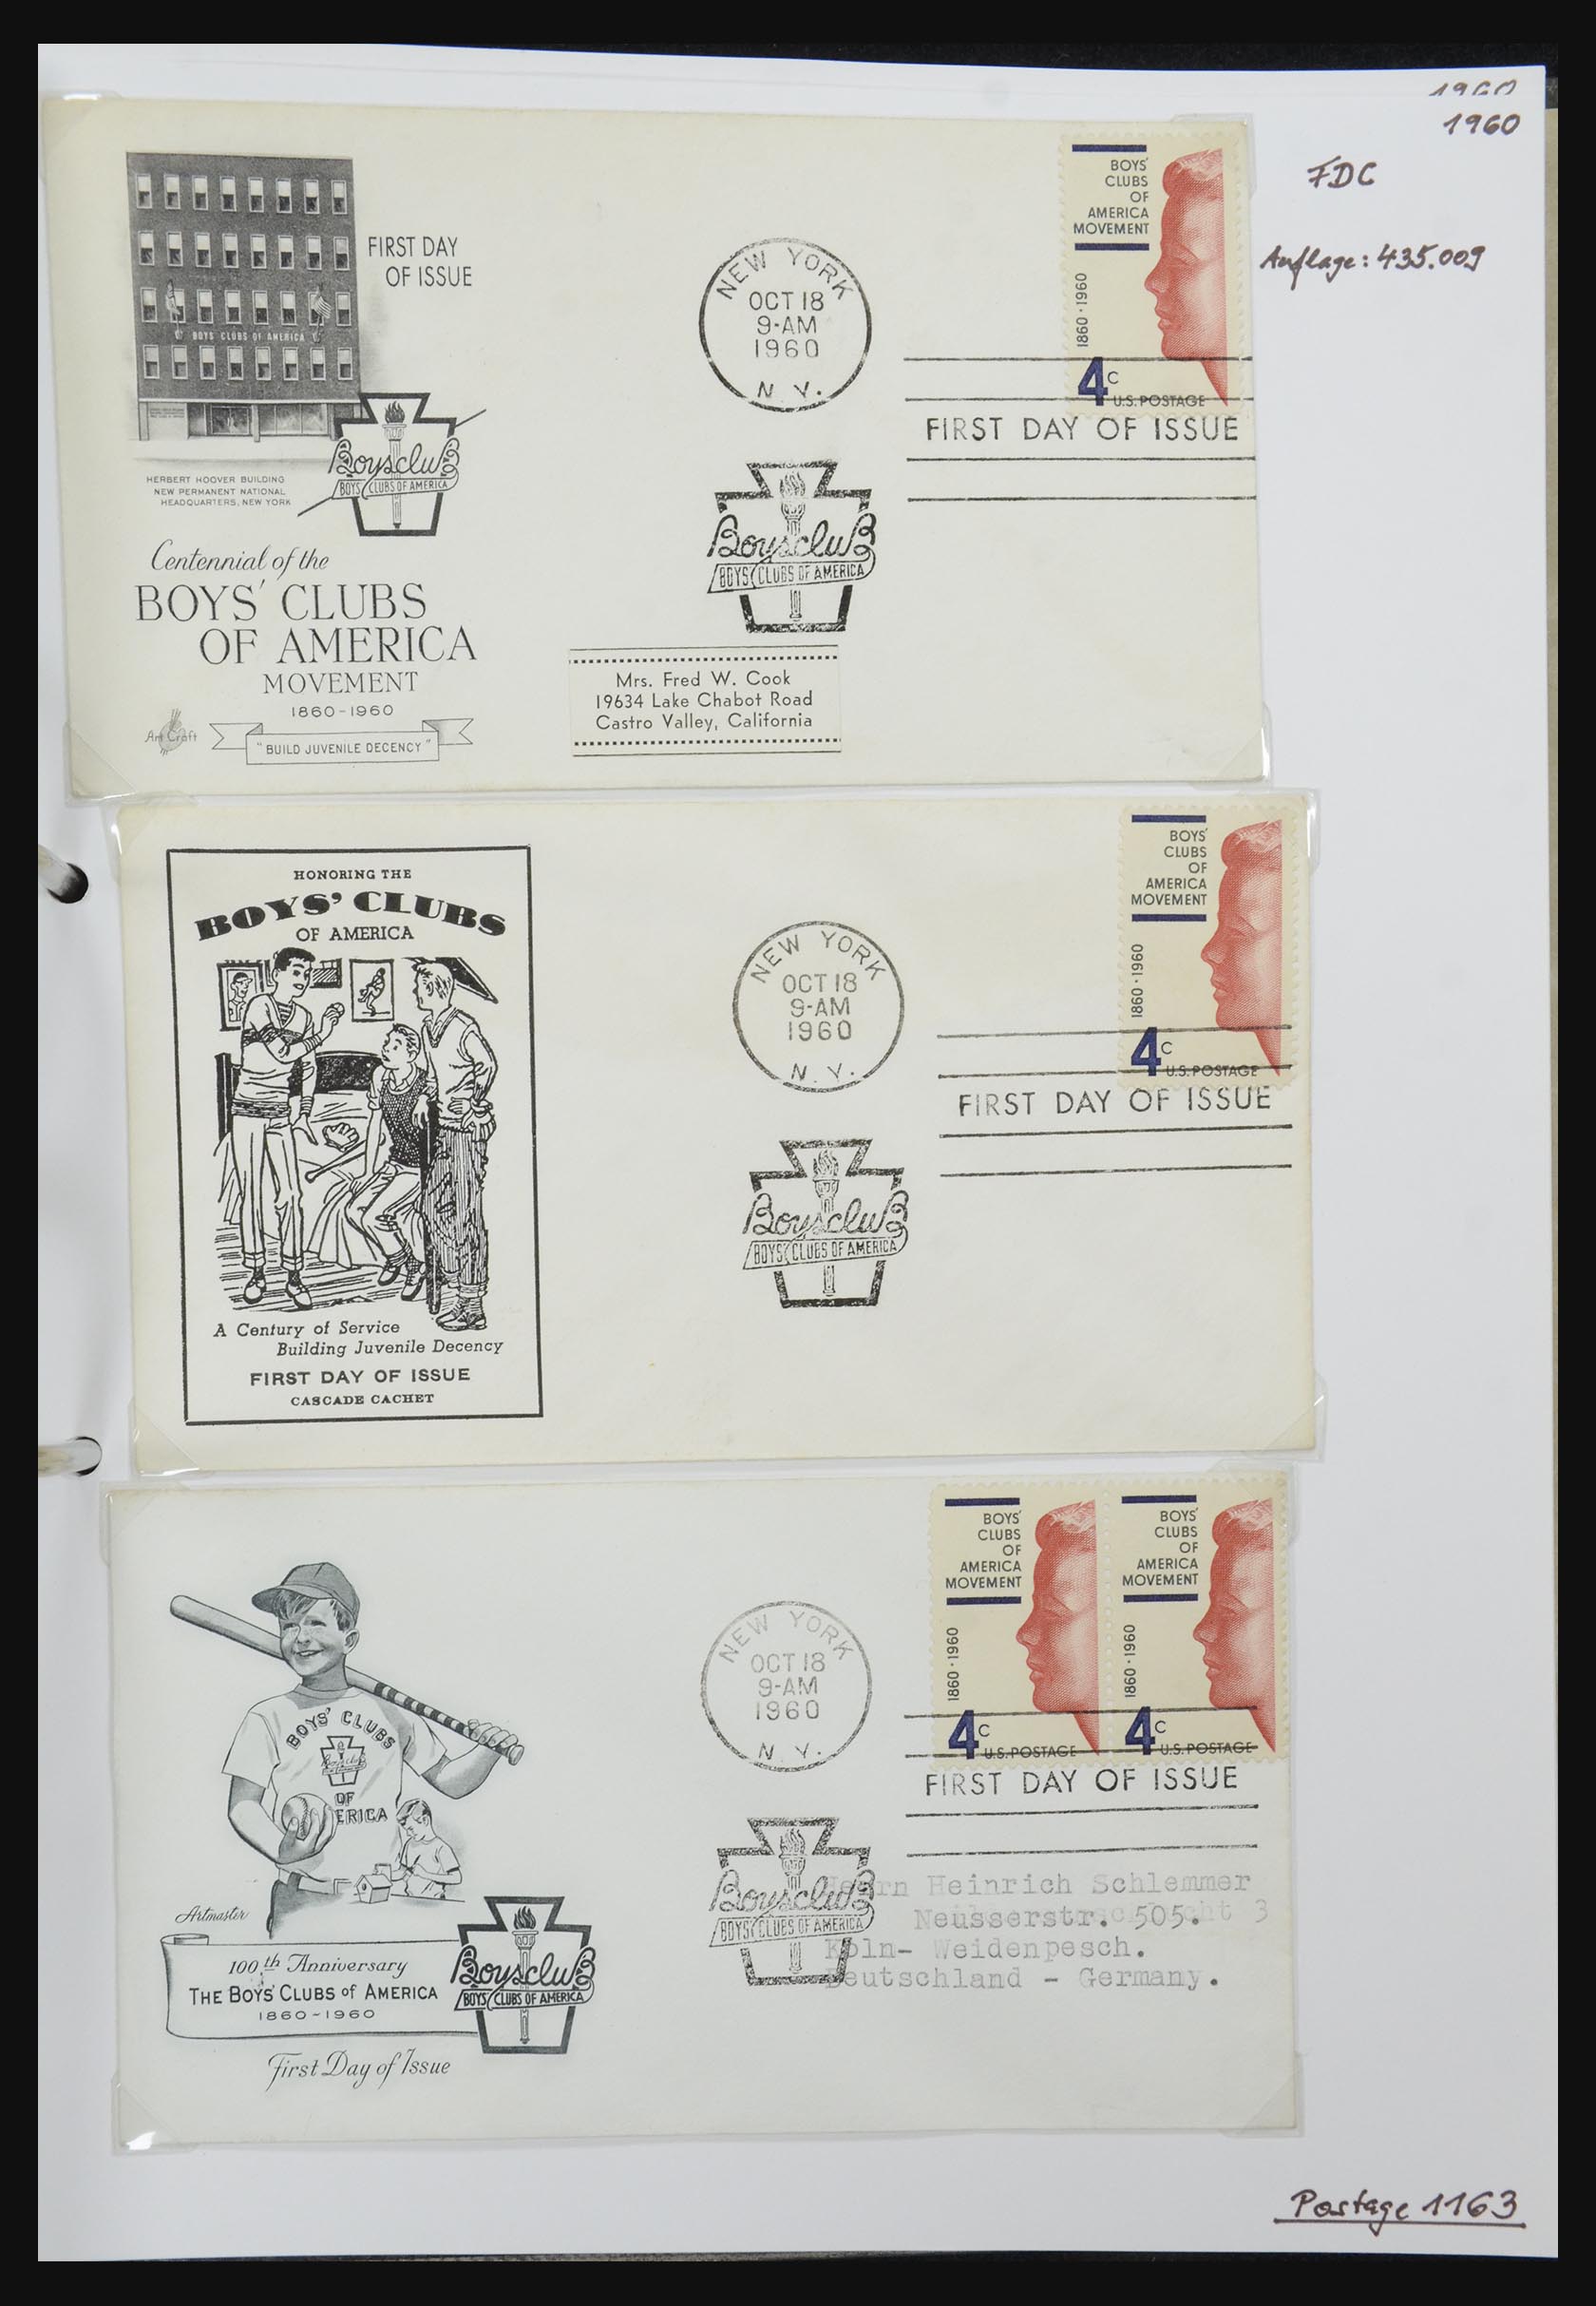 1960
1960
FDC
Auflage: 435.009
FIRST DAY
OF ISSUE
BOYS CLUBS OF AMERICA
HERBERT HOOVER BUILDING
NEW PERMANENT NATIONAL
HEADQUARTERS, NEW YORK
BoyscluB
BOYS CLUBS OF AMERICA
Centennial of the
BOYS' CLUBS
OF AMERICA
MOVEMENT
1860-1960
Art Craft
"BUILD JUVENILE DECENCY"
NEW YORK
OCT 18
9-AM
1960
N. Y.
BoyscluB
BOYS' CLUBS OF AMERICA
Mrs. Fred W. Cook
19634 Lake Chabot Road
Castro Valley, California
BOYS'
CLUBS
OF
AMERICA
MOVEMENT
1860·1960
4c
U.S. POSTAGE
FIRST DAY OF ISSUE
HONORING THE
BOYS' CLUBS
OF AMERICA
A Century of Service
Building Juvenile Decency
FIRST DAY OF ISSUE
CASCADE CACHET
NEW YORK
OCT 18
9-AM
1960
N. Y.
BoyscluB
BOYS' CLUBS OF AMERICA
BOYS'
CLUBS
OF
AMERICA
MOVEMENT
1860·1960
4c
U.S. POSTAGE
FIRST DAY OF ISSUE
BOYS' CLUBS
OF
ERICA
Artmaster
100th Anniversary
THE BOYS' CLUBS of AMERICA
1860-1960
BoyscluB
BOYS' CLUBS OF AMERICA
First Day of Issue
NEW YORK
OCT 18
9-AM
1960
N. Y.
BoyscluB
BOYS' CLUBS OF AMERICA
BOYS'
CLUBS
OF
AMERICA
MOVEMENT
1860·1960
4c
U.S. POSTAGE
BOYS'
CLUBS
OF
AMERICA
MOVEMENT
1860·1960
4c
U.S. POSTAGE
FIRST DAY OF ISSUE
Herrn Heinrich Schlemmer
Neusserstr. 505.
Köln- Weidenpesch.
Deutschland - Germany.
Postage 1163